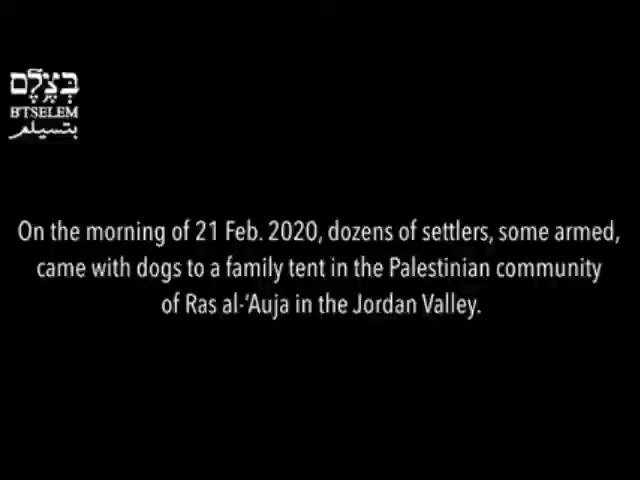 בְּצֶלֶם
B'TSELEM
بتسيلم
On the morning of 21 Feb. 2020, dozens of settlers, some armed,
came with dogs to a family tent in the Palestinian community
of Ras al-‘Auja in the Jordan Valley.